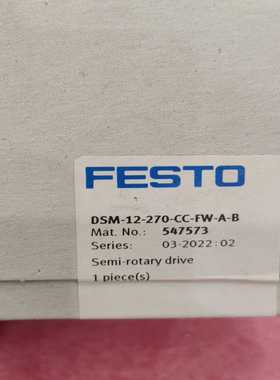 FESTO
DSM-12-270-CC-FW-A-B
Mat. No.: 547573
Series: 03-2022:02
Semi-rotary drive
1 piece(s)